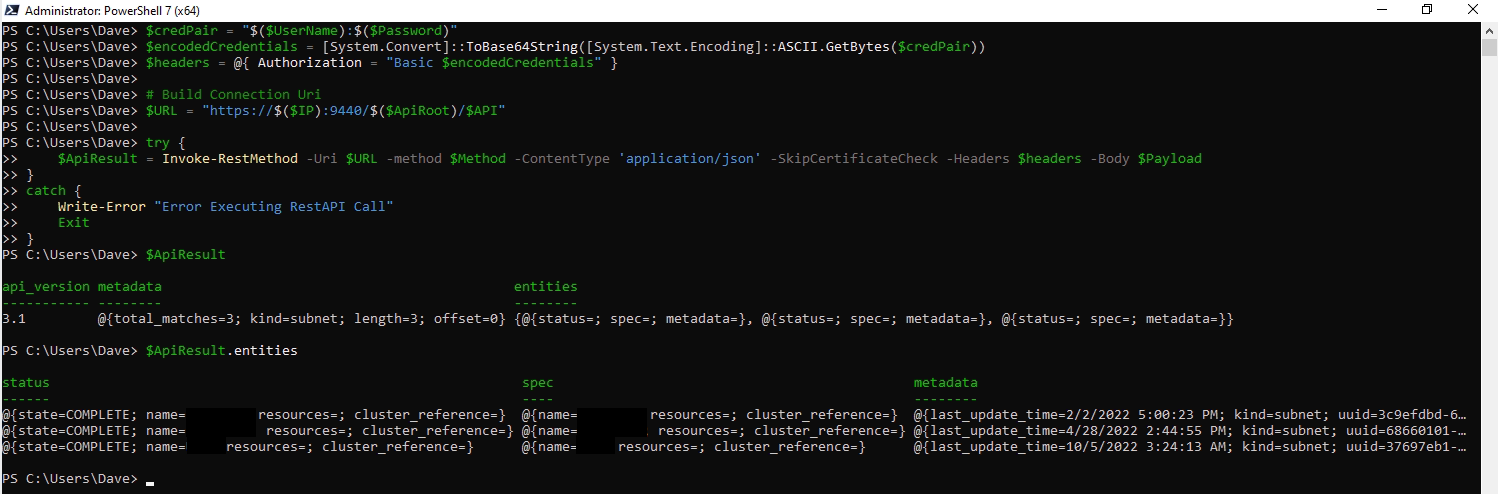 Administrator: PowerShell 7 (x64)
PS C:\Users\Dave> $credPair = "$($UserName):$($Password)"
PS C:\Users\Dave> $encodedCredentials = [System.Convert]::ToBase64String([System.Text.Encoding]::ASCII.GetBytes($credPair))
PS C:\Users\Dave> $headers = @{ Authorization = "Basic $encodedCredentials" }
PS C:\Users\Dave>
PS C:\Users\Dave> # Build Connection Uri
PS C:\Users\Dave> $URL = "https://$($IP):9440/$($ApiRoot)/$API"
PS C:\Users\Dave>
PS C:\Users\Dave> try {
>>     $ApiResult = Invoke-RestMethod -Uri $URL -method $Method -ContentType 'application/json' -SkipCertificateCheck -Headers $headers -Body $Payload
>> }
>> catch {
>>     Write-Error "Error Executing RestAPI Call"
>>     Exit
>> }
PS C:\Users\Dave> $ApiResult
api_version metadata entities
----------- -------- --------
3.1 @{total_matches=3; kind=subnet; length=3; offset=0} {@{status=; spec=; metadata=}, @{status=; spec=; metadata=}, @{status=; spec=; metadata=}}
PS C:\Users\Dave> $ApiResult.entities
status spec metadata
------ ---- --------
@{state=COMPLETE; name= resources=; cluster_reference=} @{name= resources=; cluster_reference=} @{last_update_time=2/2/2022 5:00:23 PM; kind=subnet; uuid=3c9efdbd-6…
@{state=COMPLETE; name= resources=; cluster_reference=} @{name= resources=; cluster_reference=} @{last_update_time=4/28/2022 2:44:55 PM; kind=subnet; uuid=68660101-…
@{state=COMPLETE; name= resources=; cluster_reference=} @{name= resources=; cluster_reference=} @{last_update_time=10/5/2022 3:24:13 AM; kind=subnet; uuid=37697eb1-…
PS C:\Users\Dave>